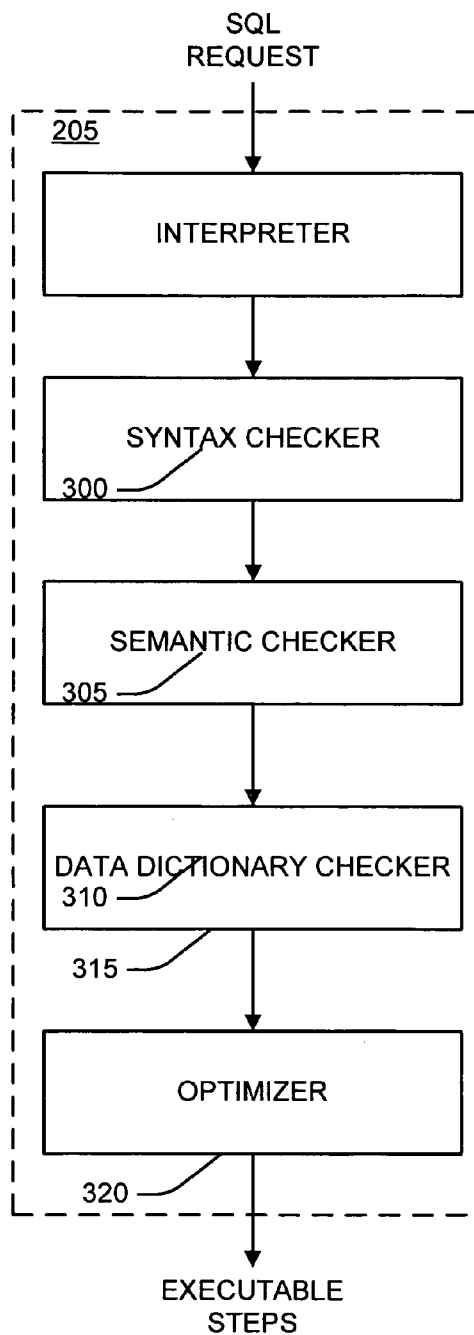 SQL
REQUEST
205
INTERPRETER
SYNTAX CHECKER
300
SEMANTIC CHECKER
305
DATA DICTIONARY CHECKER
310
315
OPTIMIZER
320
EXECUTABLE
STEPS